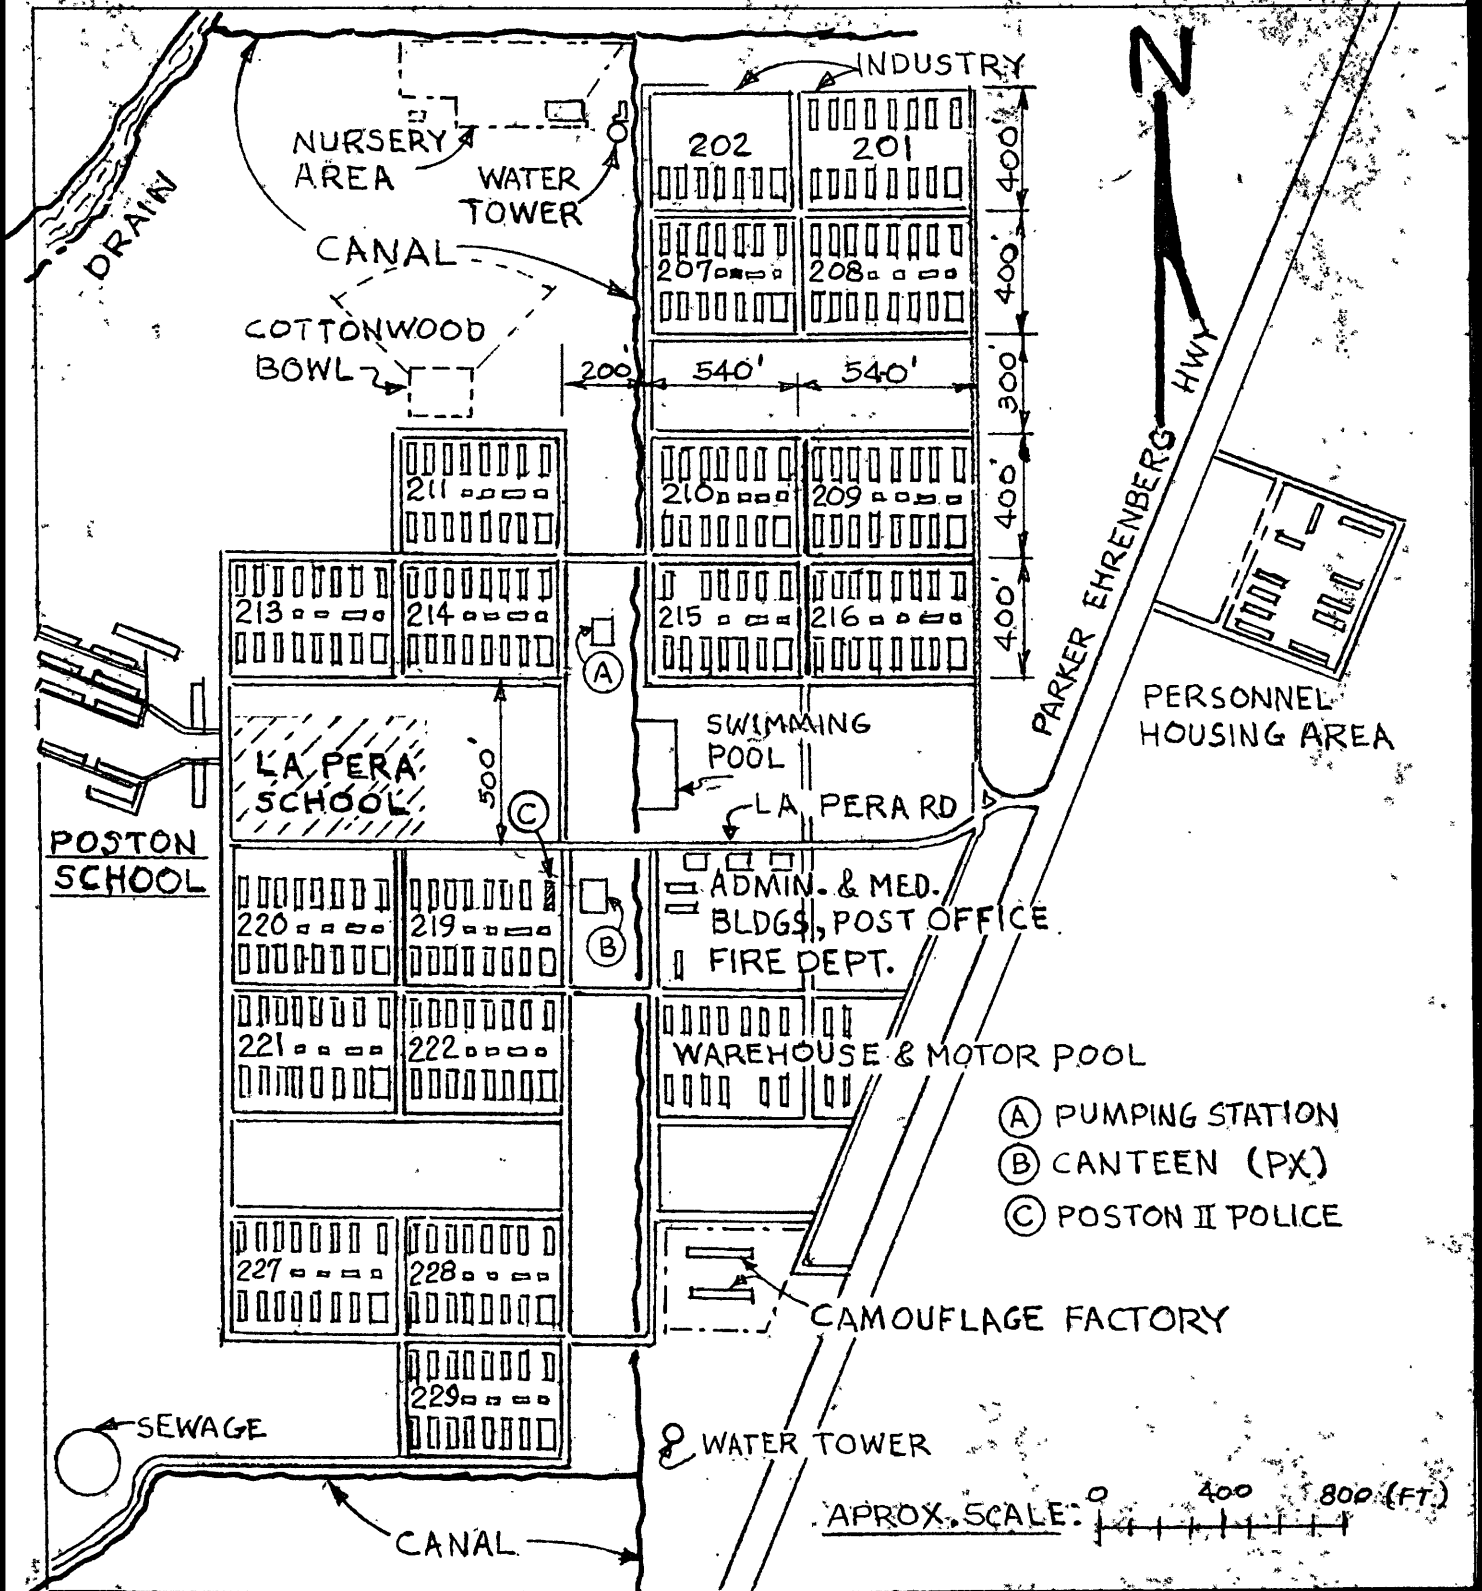 N
INDUSTRY
NURSERY
AREA
WATER
TOWER
202
201
400'
DRAIN
CANAL
207
208
400'
COTTONWOOD
BOWL
200'
540'
540'
300'
PARKER EHRENBERG HWY
211
210
209
400'
213
214
215
216
400'
A
PERSONNEL
HOUSING AREA
SWIMMING
POOL
LA PERA
SCHOOL
500'
C
LA PERA RD
POSTON
SCHOOL
ADMIN. & MED.
BLDGS, POST OFFICE
FIRE DEPT.
220
219
B
221
222
WAREHOUSE & MOTOR POOL
A PUMPING STATION
B CANTEEN (PX)
C POSTON II POLICE
227
228
CAMOUFLAGE FACTORY
229
SEWAGE
WATER TOWER
APROX. SCALE: 0 400 800 (FT.)
CANAL